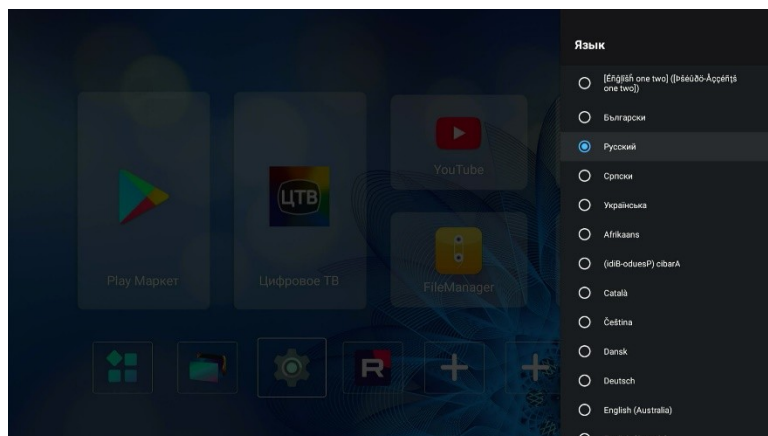 Язык
[Éñĝļîšĥ one two] ([Þšéûðö-Åççéñţš
one two])
Български
Русский
Српски
Українська
Afrikaans
(idiB-oduesP) cibarA
Català
Čeština
Dansk
Deutsch
English (Australia)
YouTube
ЦТВ
Play Маркет
Цифровое ТВ
FileManager
R